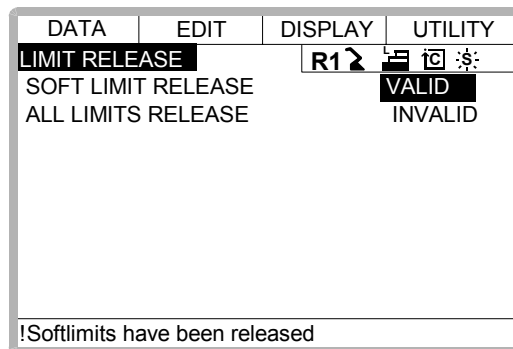 DATA EDIT DISPLAY UTILITY
LIMIT RELEASE R1 C S
SOFT LIMIT RELEASE VALID
ALL LIMITS RELEASE INVALID
!Softlimits have been released